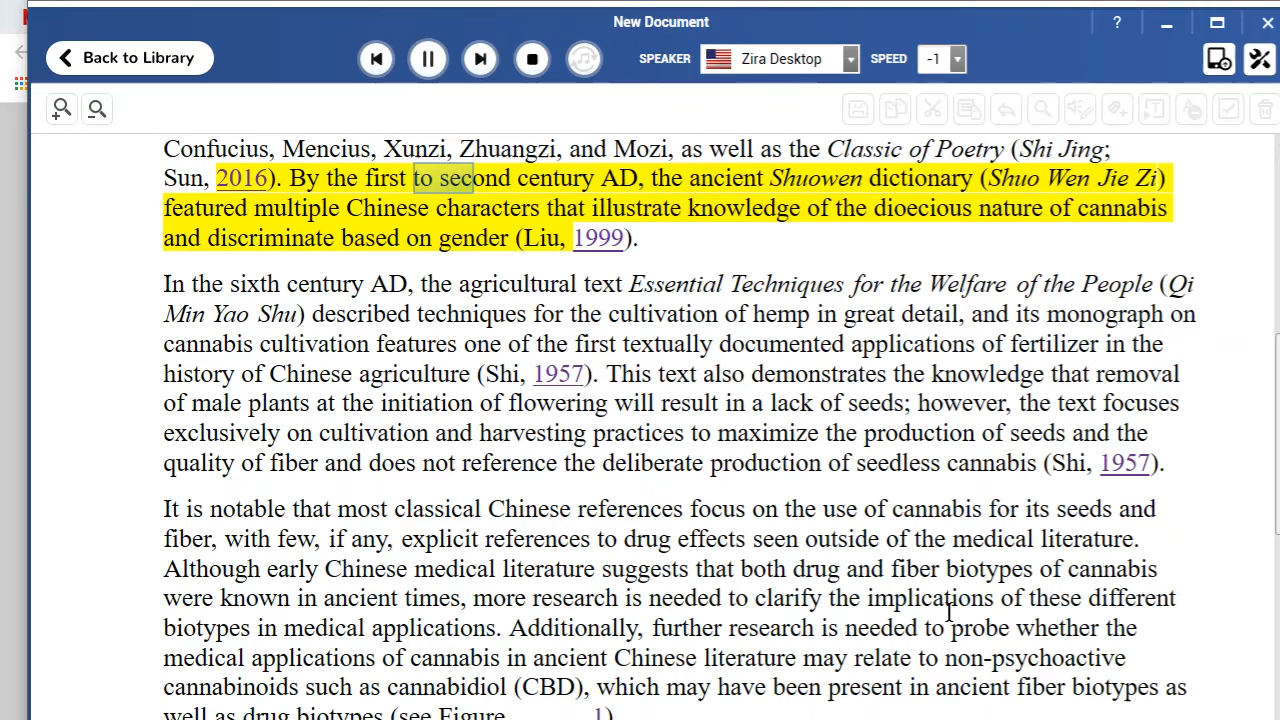 New Document
?
Back to Library
SPEAKER
Zira Desktop
SPEED
-1
Confucius, Mencius, Xunzi, Zhuangzi, and Mozi, as well as the Classic of Poetry (Shi Jing;
Sun, 2016). By the first to second century AD, the ancient Shuowen dictionary (Shuo Wen Jie Zi)
featured multiple Chinese characters that illustrate knowledge of the dioecious nature of cannabis
and discriminate based on gender (Liu, 1999).
In the sixth century AD, the agricultural text Essential Techniques for the Welfare of the People (Qi
Min Yao Shu) described techniques for the cultivation of hemp in great detail, and its monograph on
cannabis cultivation features one of the first textually documented applications of fertilizer in the
history of Chinese agriculture (Shi, 1957). This text also demonstrates the knowledge that removal
of male plants at the initiation of flowering will result in a lack of seeds; however, the text focuses
exclusively on cultivation and harvesting practices to maximize the production of seeds and the
quality of fiber and does not reference the deliberate production of seedless cannabis (Shi, 1957).
It is notable that most classical Chinese references focus on the use of cannabis for its seeds and
fiber, with few, if any, explicit references to drug effects seen outside of the medical literature.
Although early Chinese medical literature suggests that both drug and fiber biotypes of cannabis
were known in ancient times, more research is needed to clarify the implications of these different
biotypes in medical applications. Additionally, further research is needed to probe whether the
medical applications of cannabis in ancient Chinese literature may relate to non-psychoactive
cannabinoids such as cannabidiol (CBD), which may have been present in ancient fiber biotypes as
well as drug biotypes (see Figure 1).